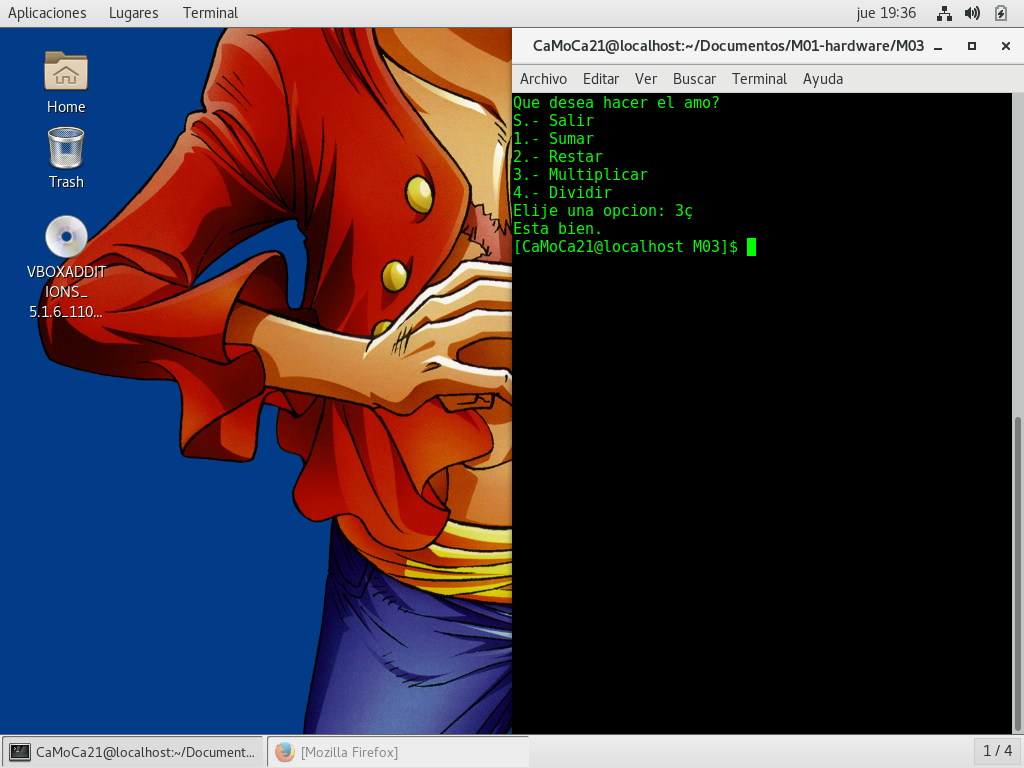 Aplicaciones Lugares Terminal jue 19:36
Home
Trash
VBOXADDIT
IONS_
5.1.6_110...
CaMoCa21@localhost:~/Documentos/M01-hardware/M03
Archivo Editar Ver Buscar Terminal Ayuda
Que desea hacer el amo?
S.- Salir
1.- Sumar
2.- Restar
3.- Multiplicar
4.- Dividir
Elije una opcion: 3ç
Esta bien.
[CaMoCa21@localhost M03]$
CaMoCa21@localhost:~/Document... [Mozilla Firefox] 1 / 4